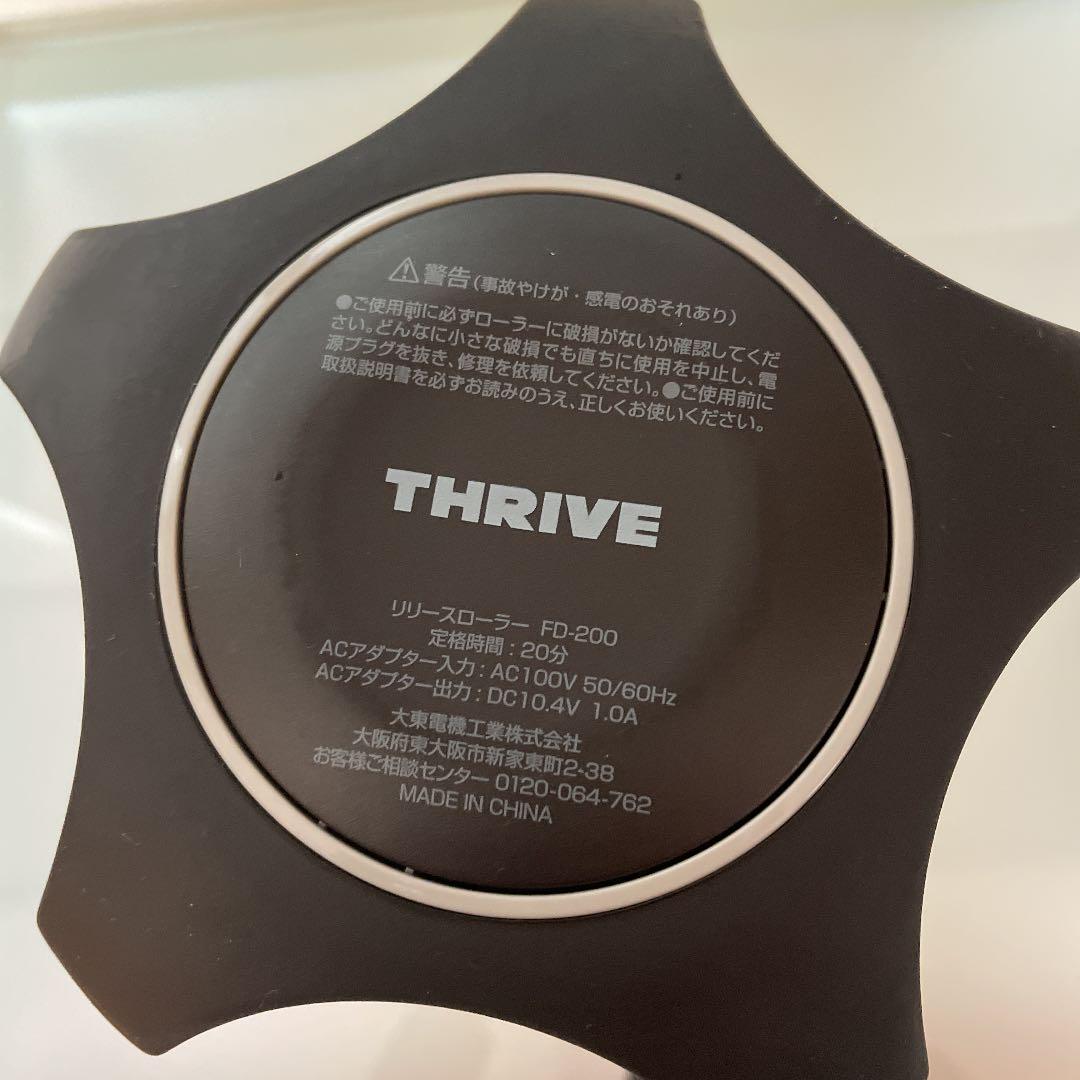 ⚠警告(事故やけが・感電のおそれあり)
●ご使用前に必ずローラーに破損がないか確認してくだ
さい。どんなに小さな破損でも直ちに使用を中止し、電
源プラグを抜き、修理を依頼してください。●ご使用前に
取扱説明書を必ずお読みのうえ、正しくお使いください。
THRIVE
リリースローラー FD-200
定格時間:20分
ACアダプター入力:AC100V 50/60Hz
ACアダプター出力:DC10.4V 1.0A
大東電機工業株式会社
大阪府東大阪市新家東町2-38
お客様ご相談センター 0120-064-762
MADE IN CHINA